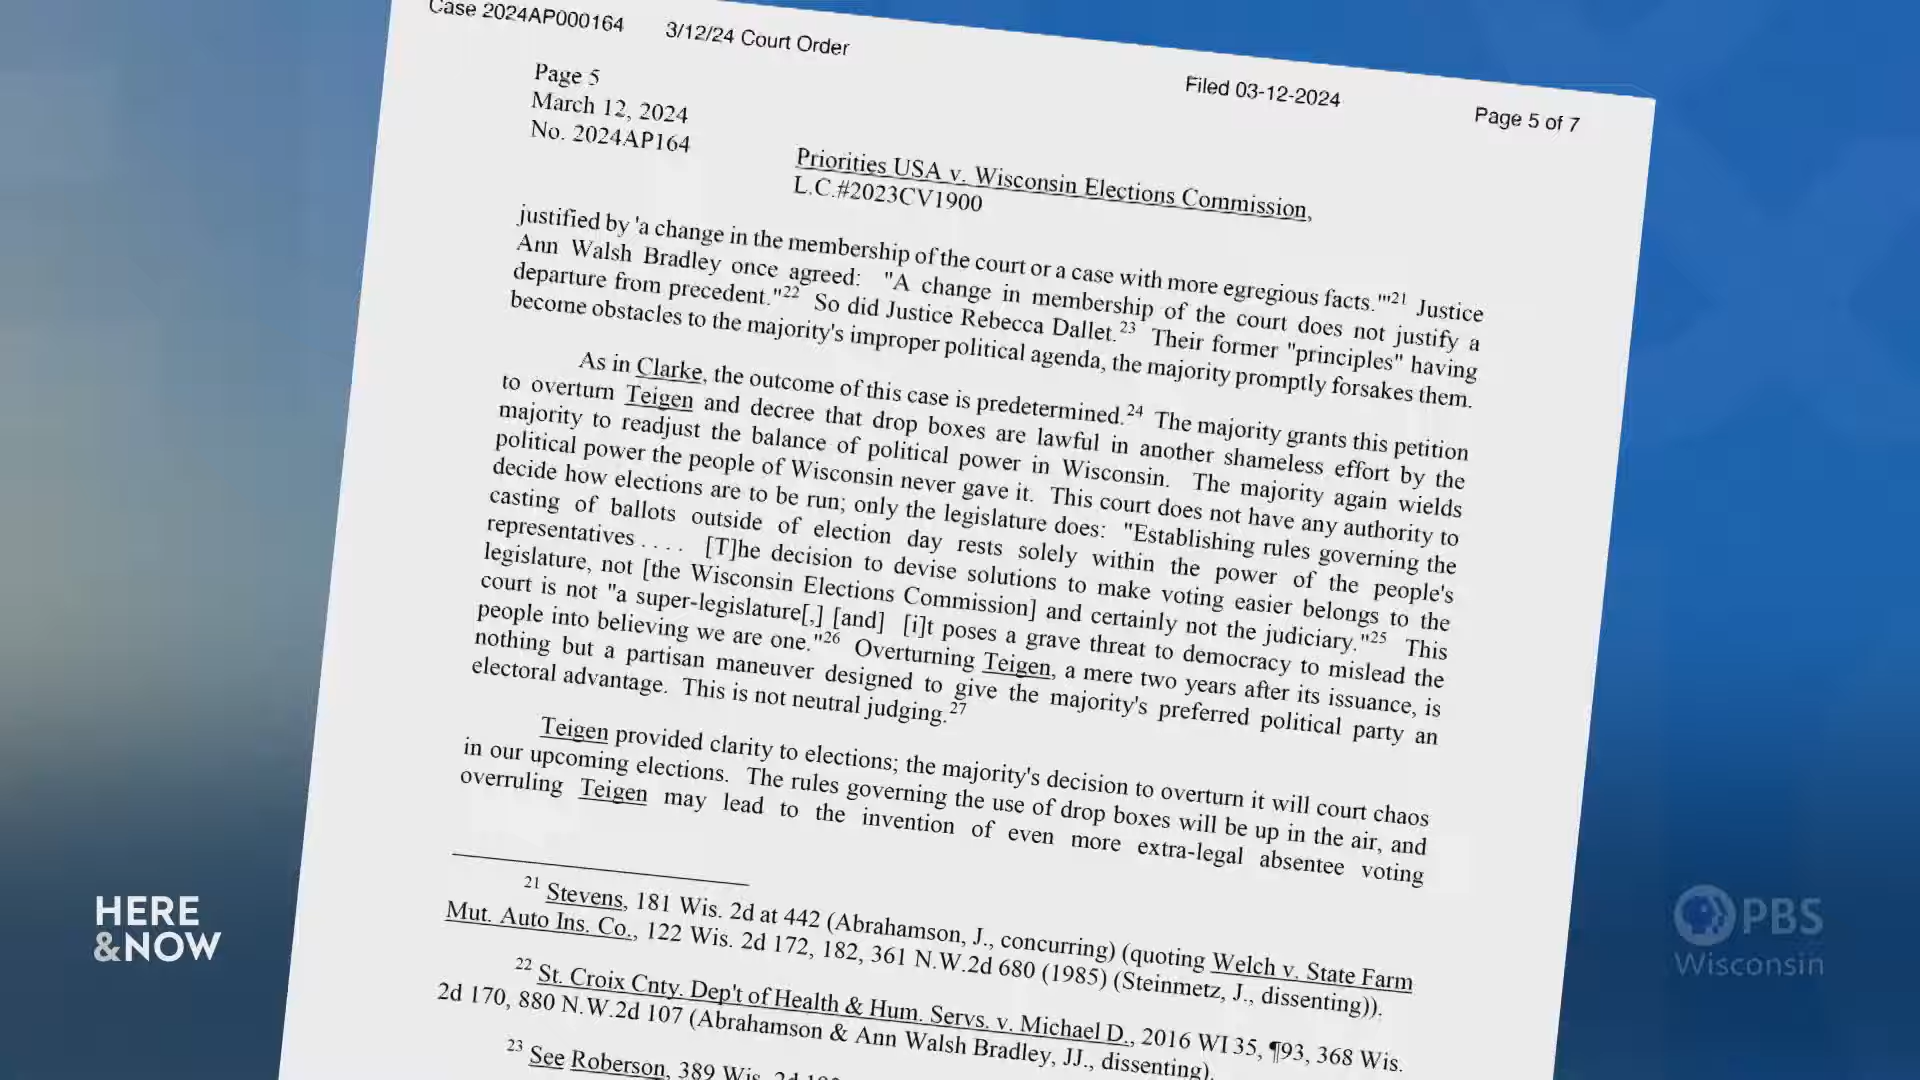 Case 2024AP000164 3/12/24 Court Order Filed 03-12-2024 Page 5 of 7
Page 5
March 12, 2024
No. 2024AP164
Priorities USA v. Wisconsin Elections Commission,
L.C.#2023CV1900
justified by 'a change in the membership of the court or a case with more egregious facts.'"21 Justice
Ann Walsh Bradley once agreed: "A change in membership of the court does not justify a
departure from precedent."22 So did Justice Rebecca Dallet.23 Their former "principles" having
become obstacles to the majority's improper political agenda, the majority promptly forsakes them.
As in Clarke, the outcome of this case is predetermined.24 The majority grants this petition
to overturn Teigen and decree that drop boxes are lawful in another shameless effort by the
majority to readjust the balance of political power in Wisconsin. The majority again wields
political power the people of Wisconsin never gave it. This court does not have any authority to
decide how elections are to be run; only the legislature does: "Establishing rules governing the
casting of ballots outside of election day rests solely within the power of the people's
representatives . . . . [T]he decision to devise solutions to make voting easier belongs to the
legislature, not [the Wisconsin Elections Commission] and certainly not the judiciary."25 This
court is not "a super-legislature[,] [and] [i]t poses a grave threat to democracy to mislead the
people into believing we are one."26 Overturning Teigen, a mere two years after its issuance, is
nothing but a partisan maneuver designed to give the majority's preferred political party an
electoral advantage. This is not neutral judging.27
Teigen provided clarity to elections; the majority's decision to overturn it will court chaos
in our upcoming elections. The rules governing the use of drop boxes will be up in the air, and
overruling Teigen may lead to the invention of even more extra-legal absentee voting
21 Stevens, 181 Wis. 2d at 442 (Abrahamson, J., concurring) (quoting Welch v. State Farm
Mut. Auto Ins. Co., 122 Wis. 2d 172, 182, 361 N.W.2d 680 (1985) (Steinmetz, J., dissenting)).
22 St. Croix Cnty. Dep't of Health & Hum. Servs. v. Michael D., 2016 WI 35, ¶93, 368 Wis.
2d 170, 880 N.W.2d 107 (Abrahamson & Ann Walsh Bradley, JJ., dissenting).
23 See Roberson, 389 Wis. 2d
HERE
&NOW
PBS
Wisconsin